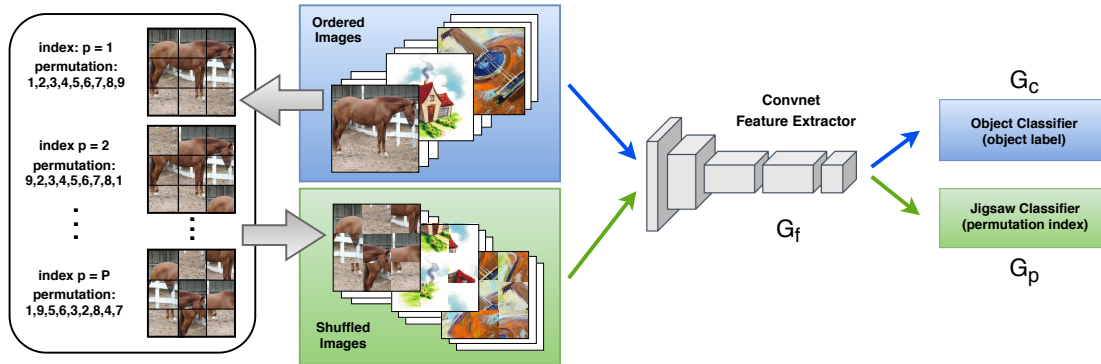 index: p = 1
permutation:
1,2,3,4,5,6,7,8,9
index p = 2
permutation:
9,2,3,4,5,6,7,8,1
index p = P
permutation:
1,9,5,6,3,2,8,4,7
Ordered
Images
Shuffled
Images
Convnet
Feature Extractor
G_f
G_c
Object Classifier
(object label)
Jigsaw Classifier
(permutation index)
G_p